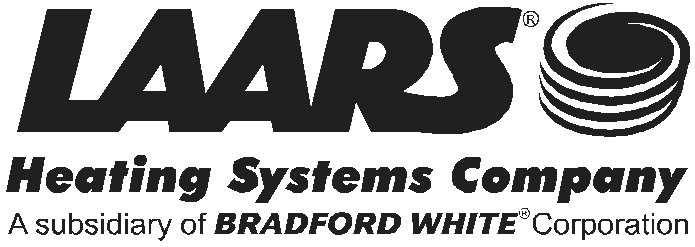 LAARS®
Heating Systems Company
A subsidiary of BRADFORD WHITE® Corporation